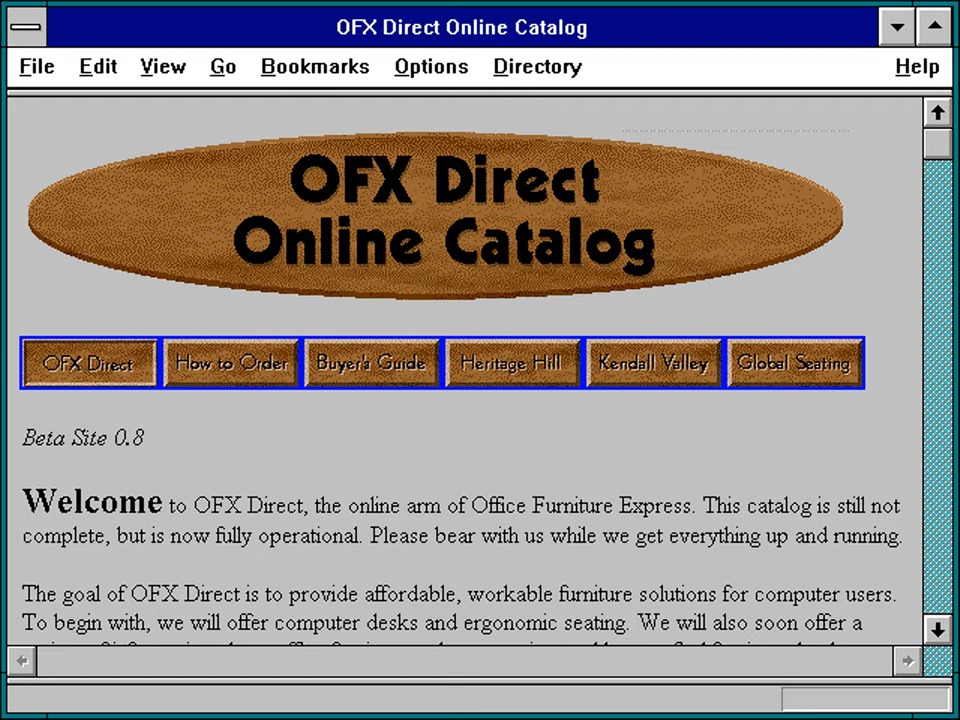 OFX Direct Online Catalog
File Edit View Go Bookmarks Options Directory Help
OFX Direct
Online Catalog
OFX Direct How to Order Buyer's Guide Heritage Hill Kendall Valley Global Seating
Beta Site 0.8
Welcome to OFX Direct, the online arm of Office Furniture Express. This catalog is still not
complete, but is now fully operational. Please bear with us while we get everything up and running.
The goal of OFX Direct is to provide affordable, workable furniture solutions for computer users.
To begin with, we will offer computer desks and ergonomic seating. We will also soon offer a